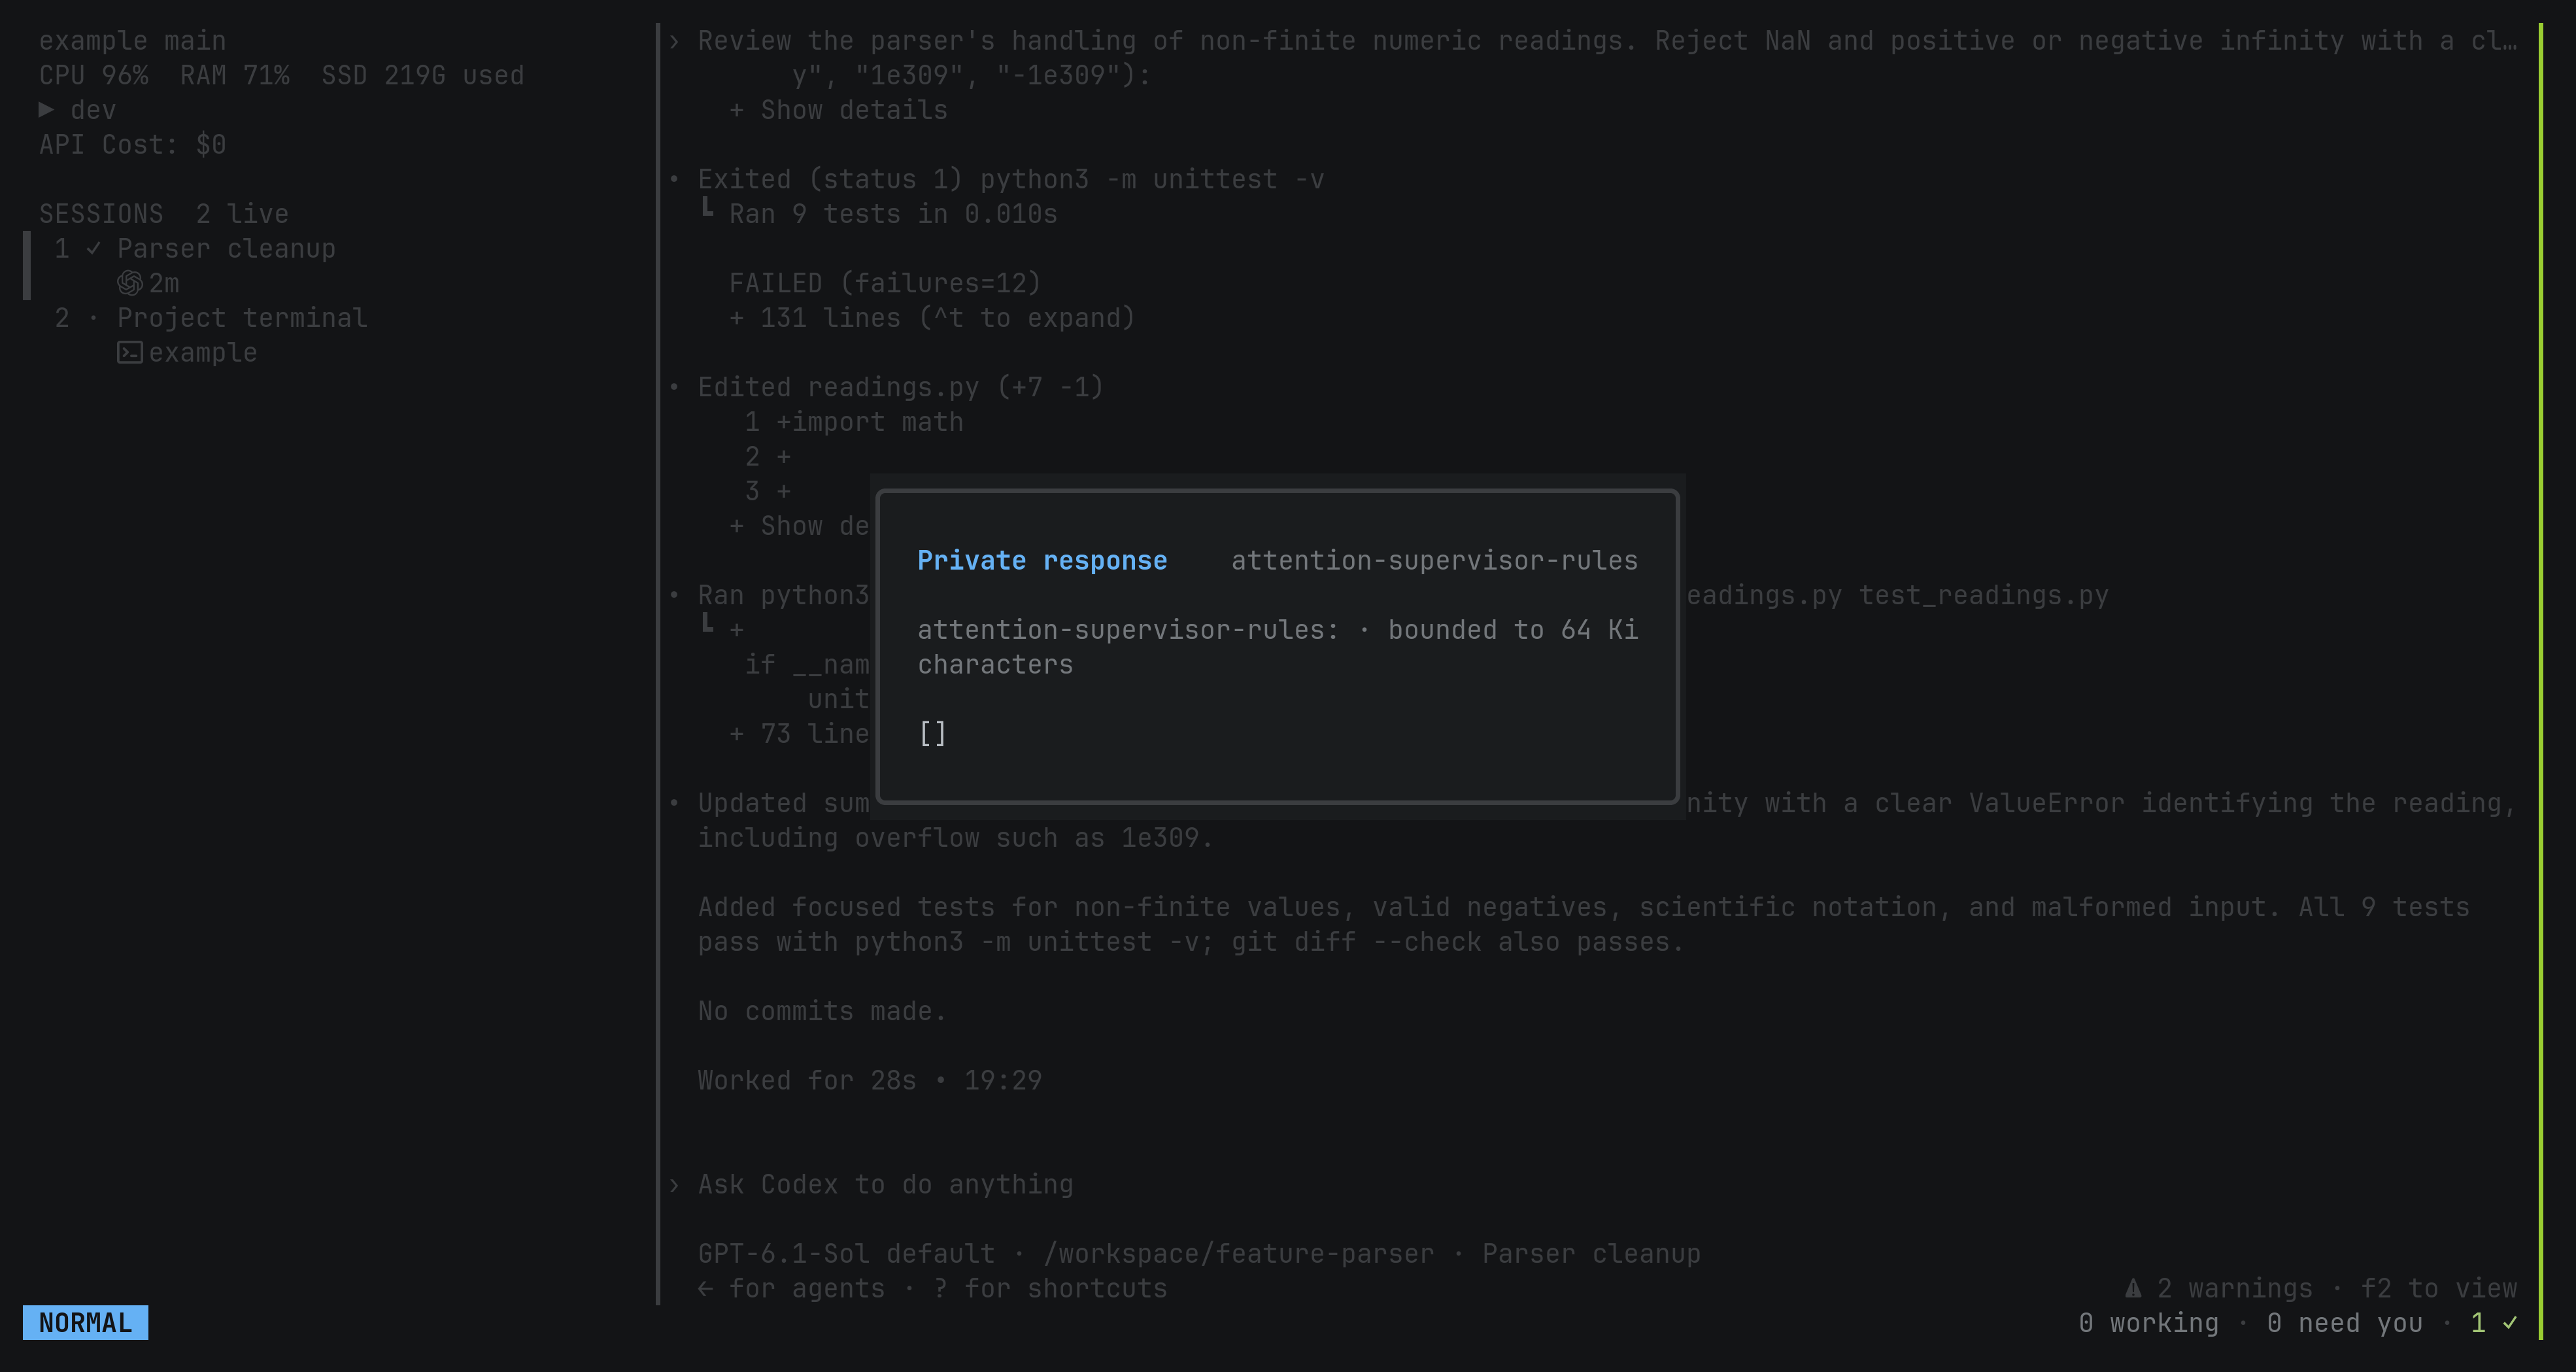 example main
CPU 96%  RAM 71%  SSD 219G used
▶ dev
API Cost: $0
SESSIONS  2 live
1 ✓ Parser cleanup
2m
2 · Project terminal
example
› Review the parser's handling of non-finite numeric readings. Reject NaN and positive or negative infinity with a cl…
y", "1e309", "-1e309"):
+ Show details
• Exited (status 1) python3 -m unittest -v
└ Ran 9 tests in 0.010s
FAILED (failures=12)
+ 131 lines (^t to expand)
• Edited readings.py (+7 -1)
1 +import math
2 +
3 +
+ Show de
• Ran python3 eadings.py test_readings.py
└ +
if __nam
unit
+ 73 line
Private response    attention-supervisor-rules
attention-supervisor-rules: · bounded to 64 Ki
characters
[]
• Updated sum nity with a clear ValueError identifying the reading,
including overflow such as 1e309.
Added focused tests for non-finite values, valid negatives, scientific notation, and malformed input. All 9 tests
pass with python3 -m unittest -v; git diff --check also passes.
No commits made.
Worked for 28s • 19:29
› Ask Codex to do anything
GPT-6.1-Sol default · /workspace/feature-parser · Parser cleanup
← for agents · ? for shortcuts
⚠ 2 warnings · f2 to view
NORMAL
0 working · 0 need you · 1 ✓